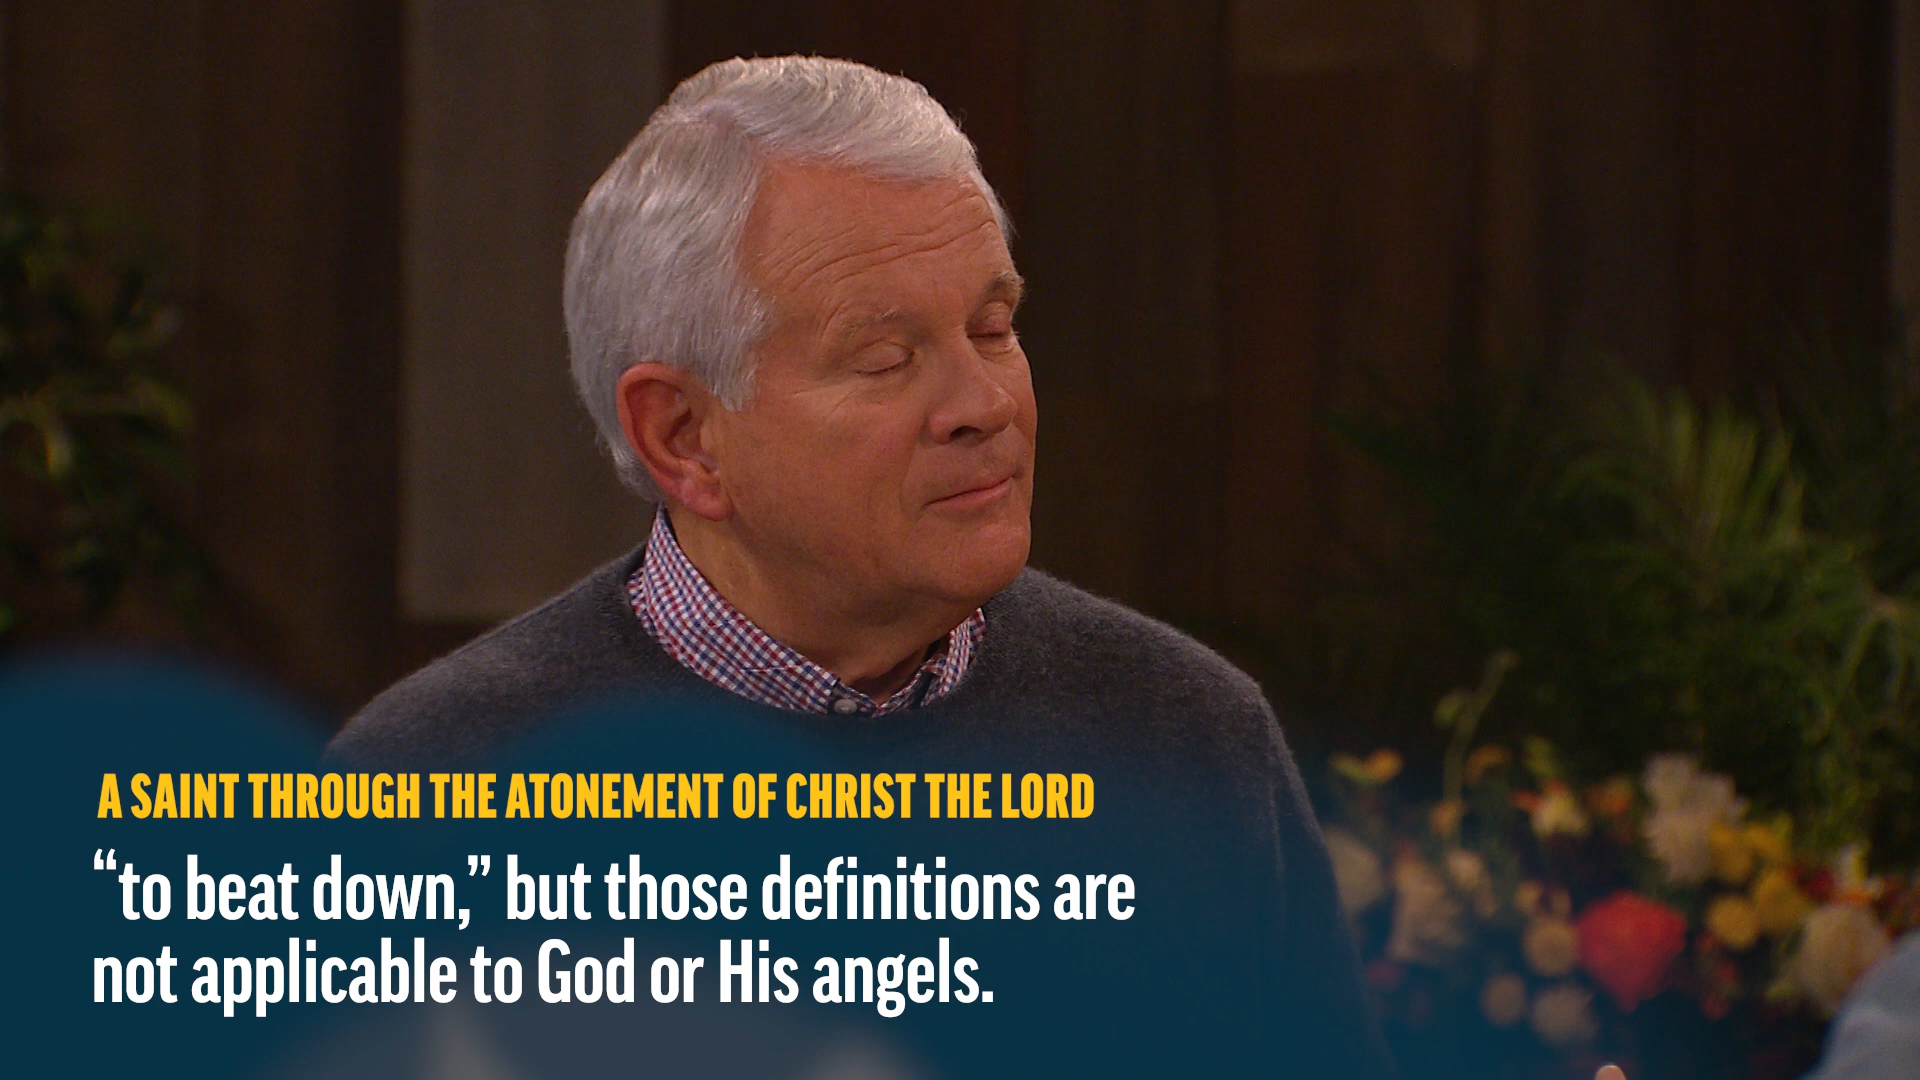 A SAINT THROUGH THE ATONEMENT OF CHRIST THE LORD
“to beat down,” but those definitions are
not applicable to God or His angels.